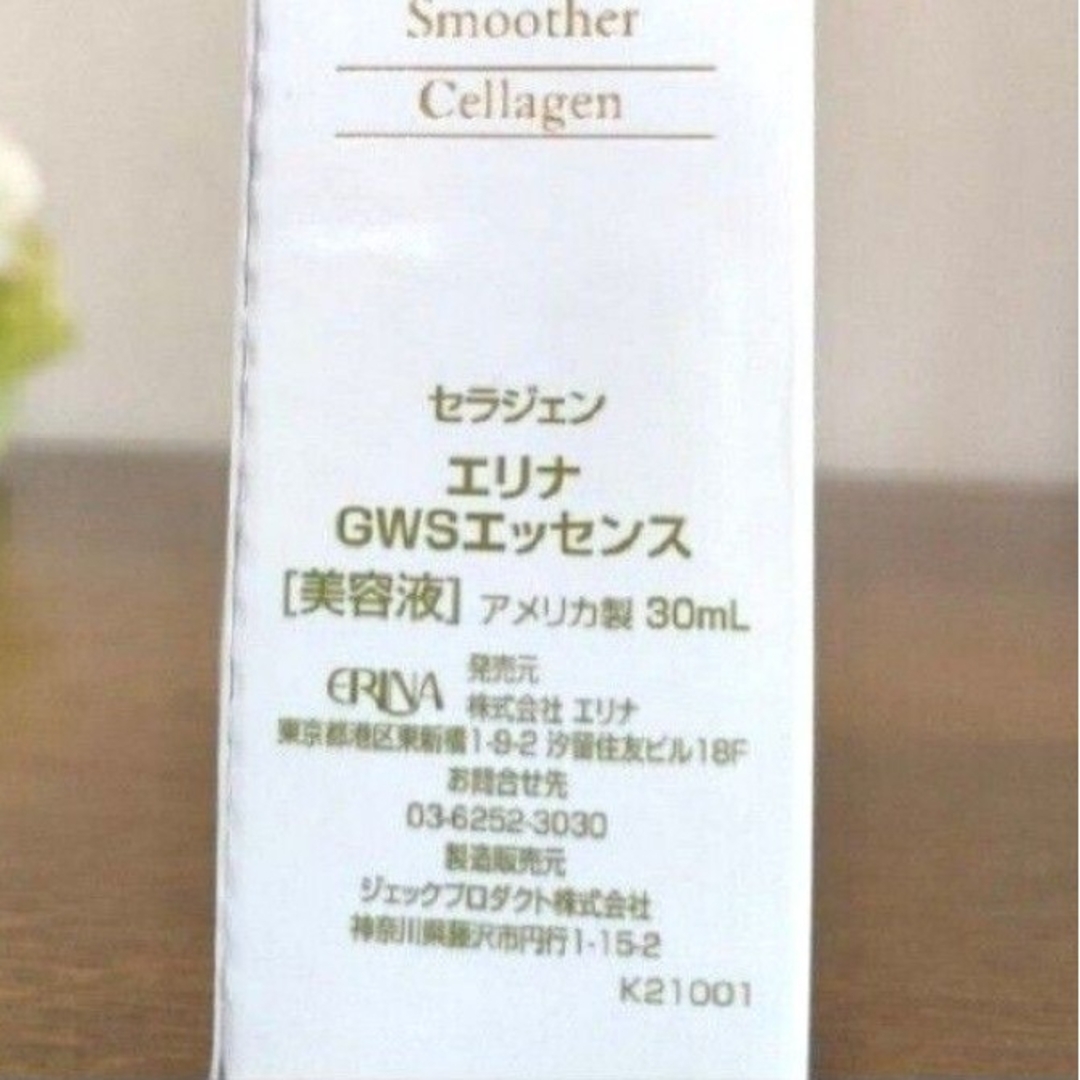 Smoother
Cellagen
セラジェン
エリナ
GWSエッセンス
[美容液] アメリカ製 30mL
ERINA
発売元
株式会社 エリナ
東京都港区東新橋1-9-2 汐留住友ビル18F
お問合せ先
03-6252-3030
製造販売元
ジェックプロダクト株式会社
神奈川県藤沢市円行1-15-2
K21001